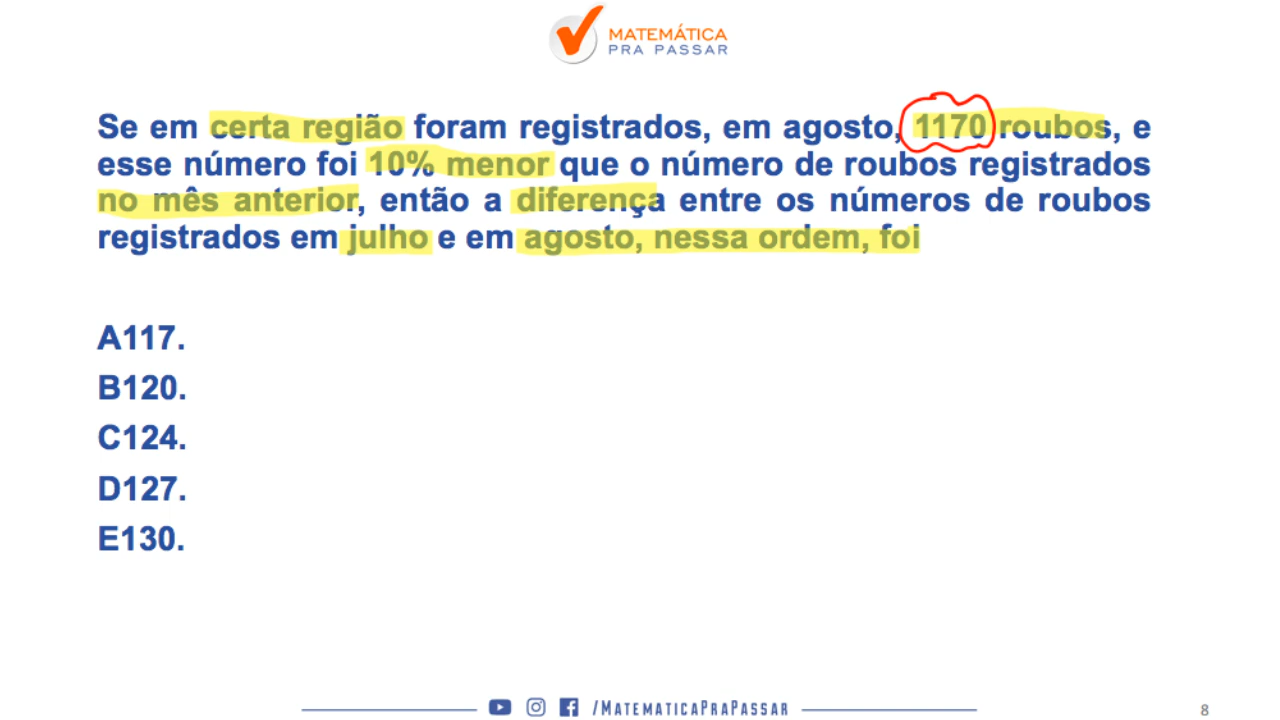 MATEMÁTICA
PRA PASSAR
Se em certa região foram registrados, em agosto, 1170 roubos, e
esse número foi 10% menor que o número de roubos registrados
no mês anterior, então a diferença entre os números de roubos
registrados em julho e em agosto, nessa ordem, foi
A117.
B120.
C124.
D127.
E130.
/MATEMATICAPRAPASSAR
8